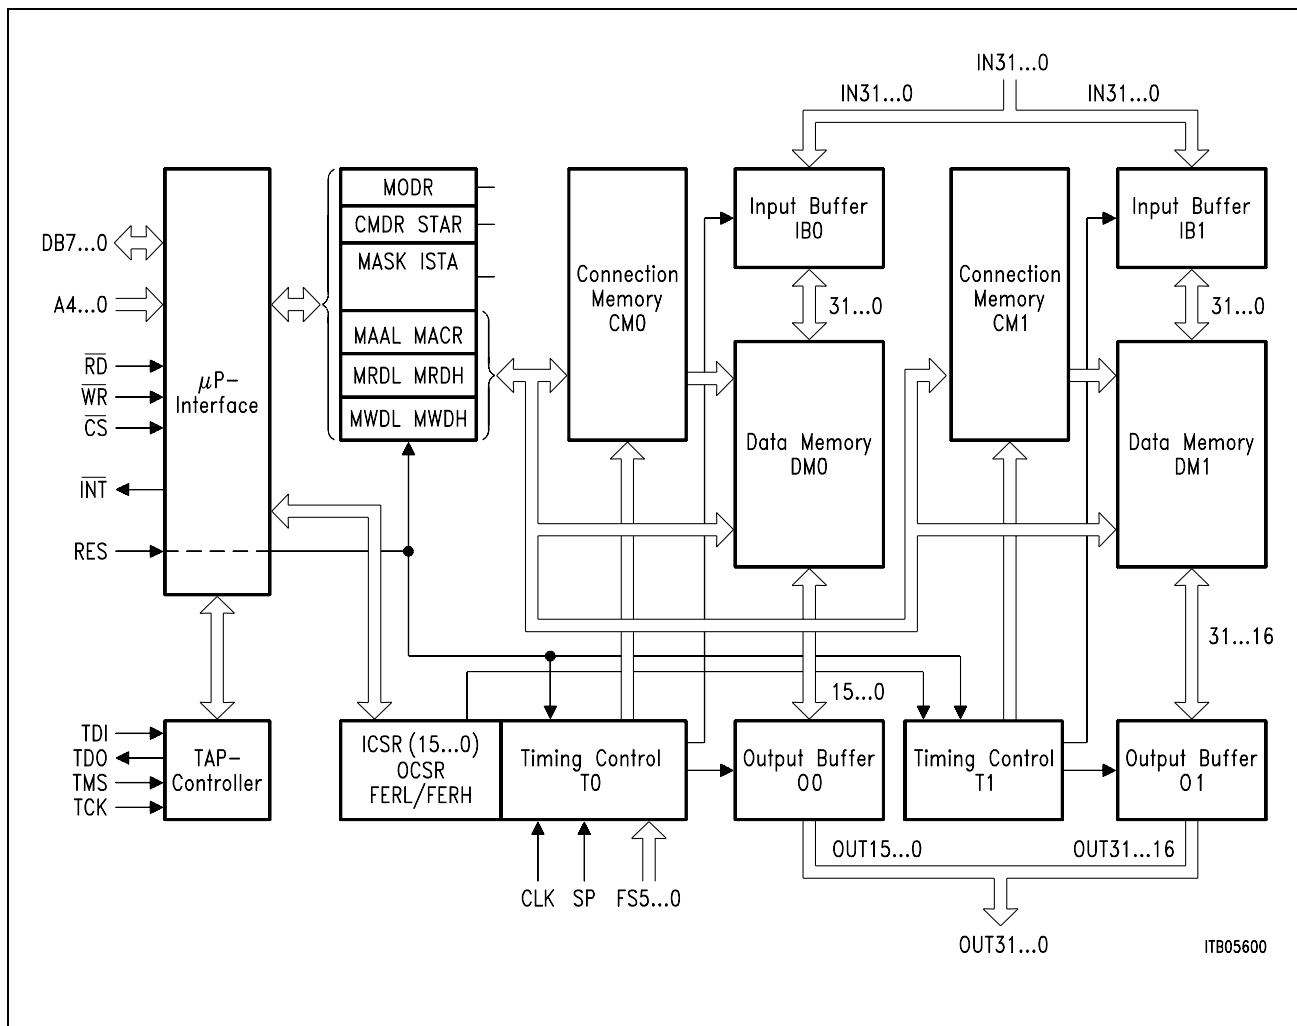 IN31...0
IN31...0
IN31...0
DB7...0
A4...0
RD
WR
CS
INT
RES
μP-
Interface
MODR
CMDR STAR
MASK ISTA
MAAL MACR
MRDL MRDH
MWDL MWDH
Connection
Memory
CM0
Input Buffer
IB0
31...0
Data Memory
DM0
Connection
Memory
CM1
Input Buffer
IB1
31...0
Data Memory
DM1
15...0
31...16
TDI
TDO
TMS
TCK
TAP-
Controller
ICSR (15...0)
OCSR
FERL/FERH
Timing Control
T0
Output Buffer
O0
Timing Control
T1
Output Buffer
O1
CLK
SP
FS5...0
OUT15...0
OUT31...16
OUT31...0
ITB05600